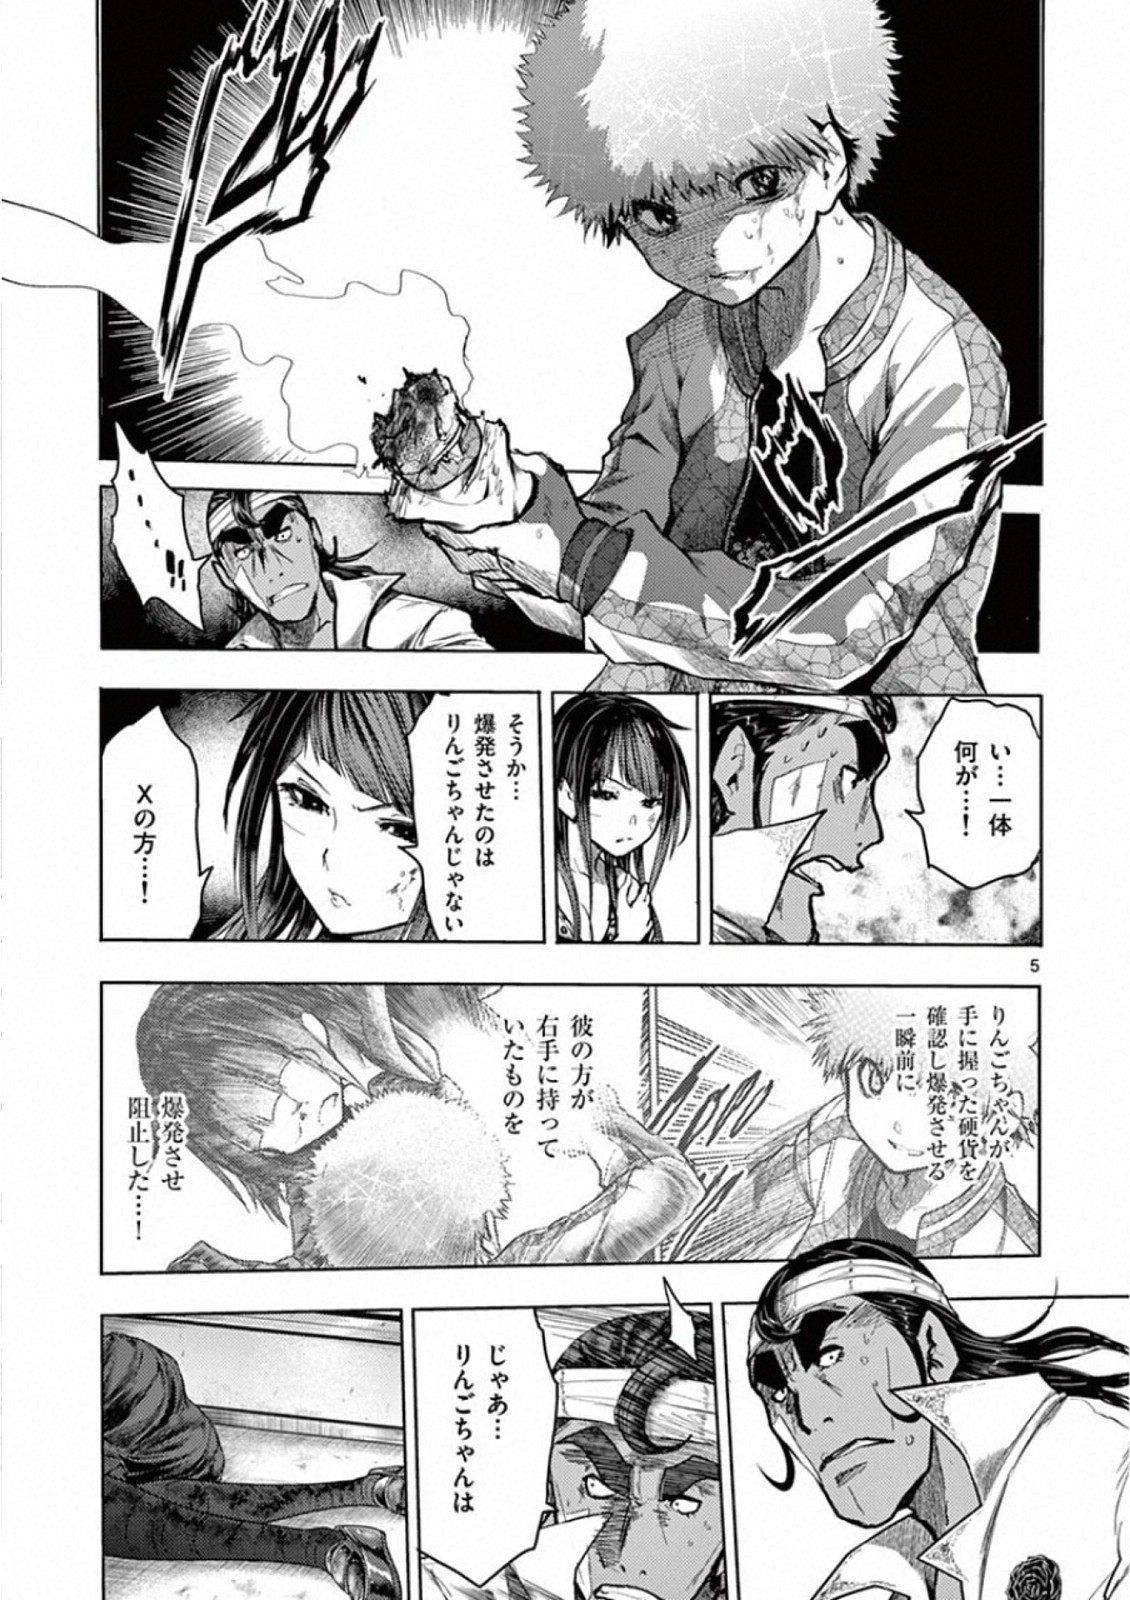 ・・・・・・!!
い…一体
何が…!
そうか…
爆発させたのは
りんごちゃんじゃない
Xの方…!
5
りんごちゃんが
手に握った硬貨を
確認し爆発させる
一瞬前に
彼の方が
右手に持って
いたものを
爆発させ
阻止した…!
じゃあ…
りんごちゃんは